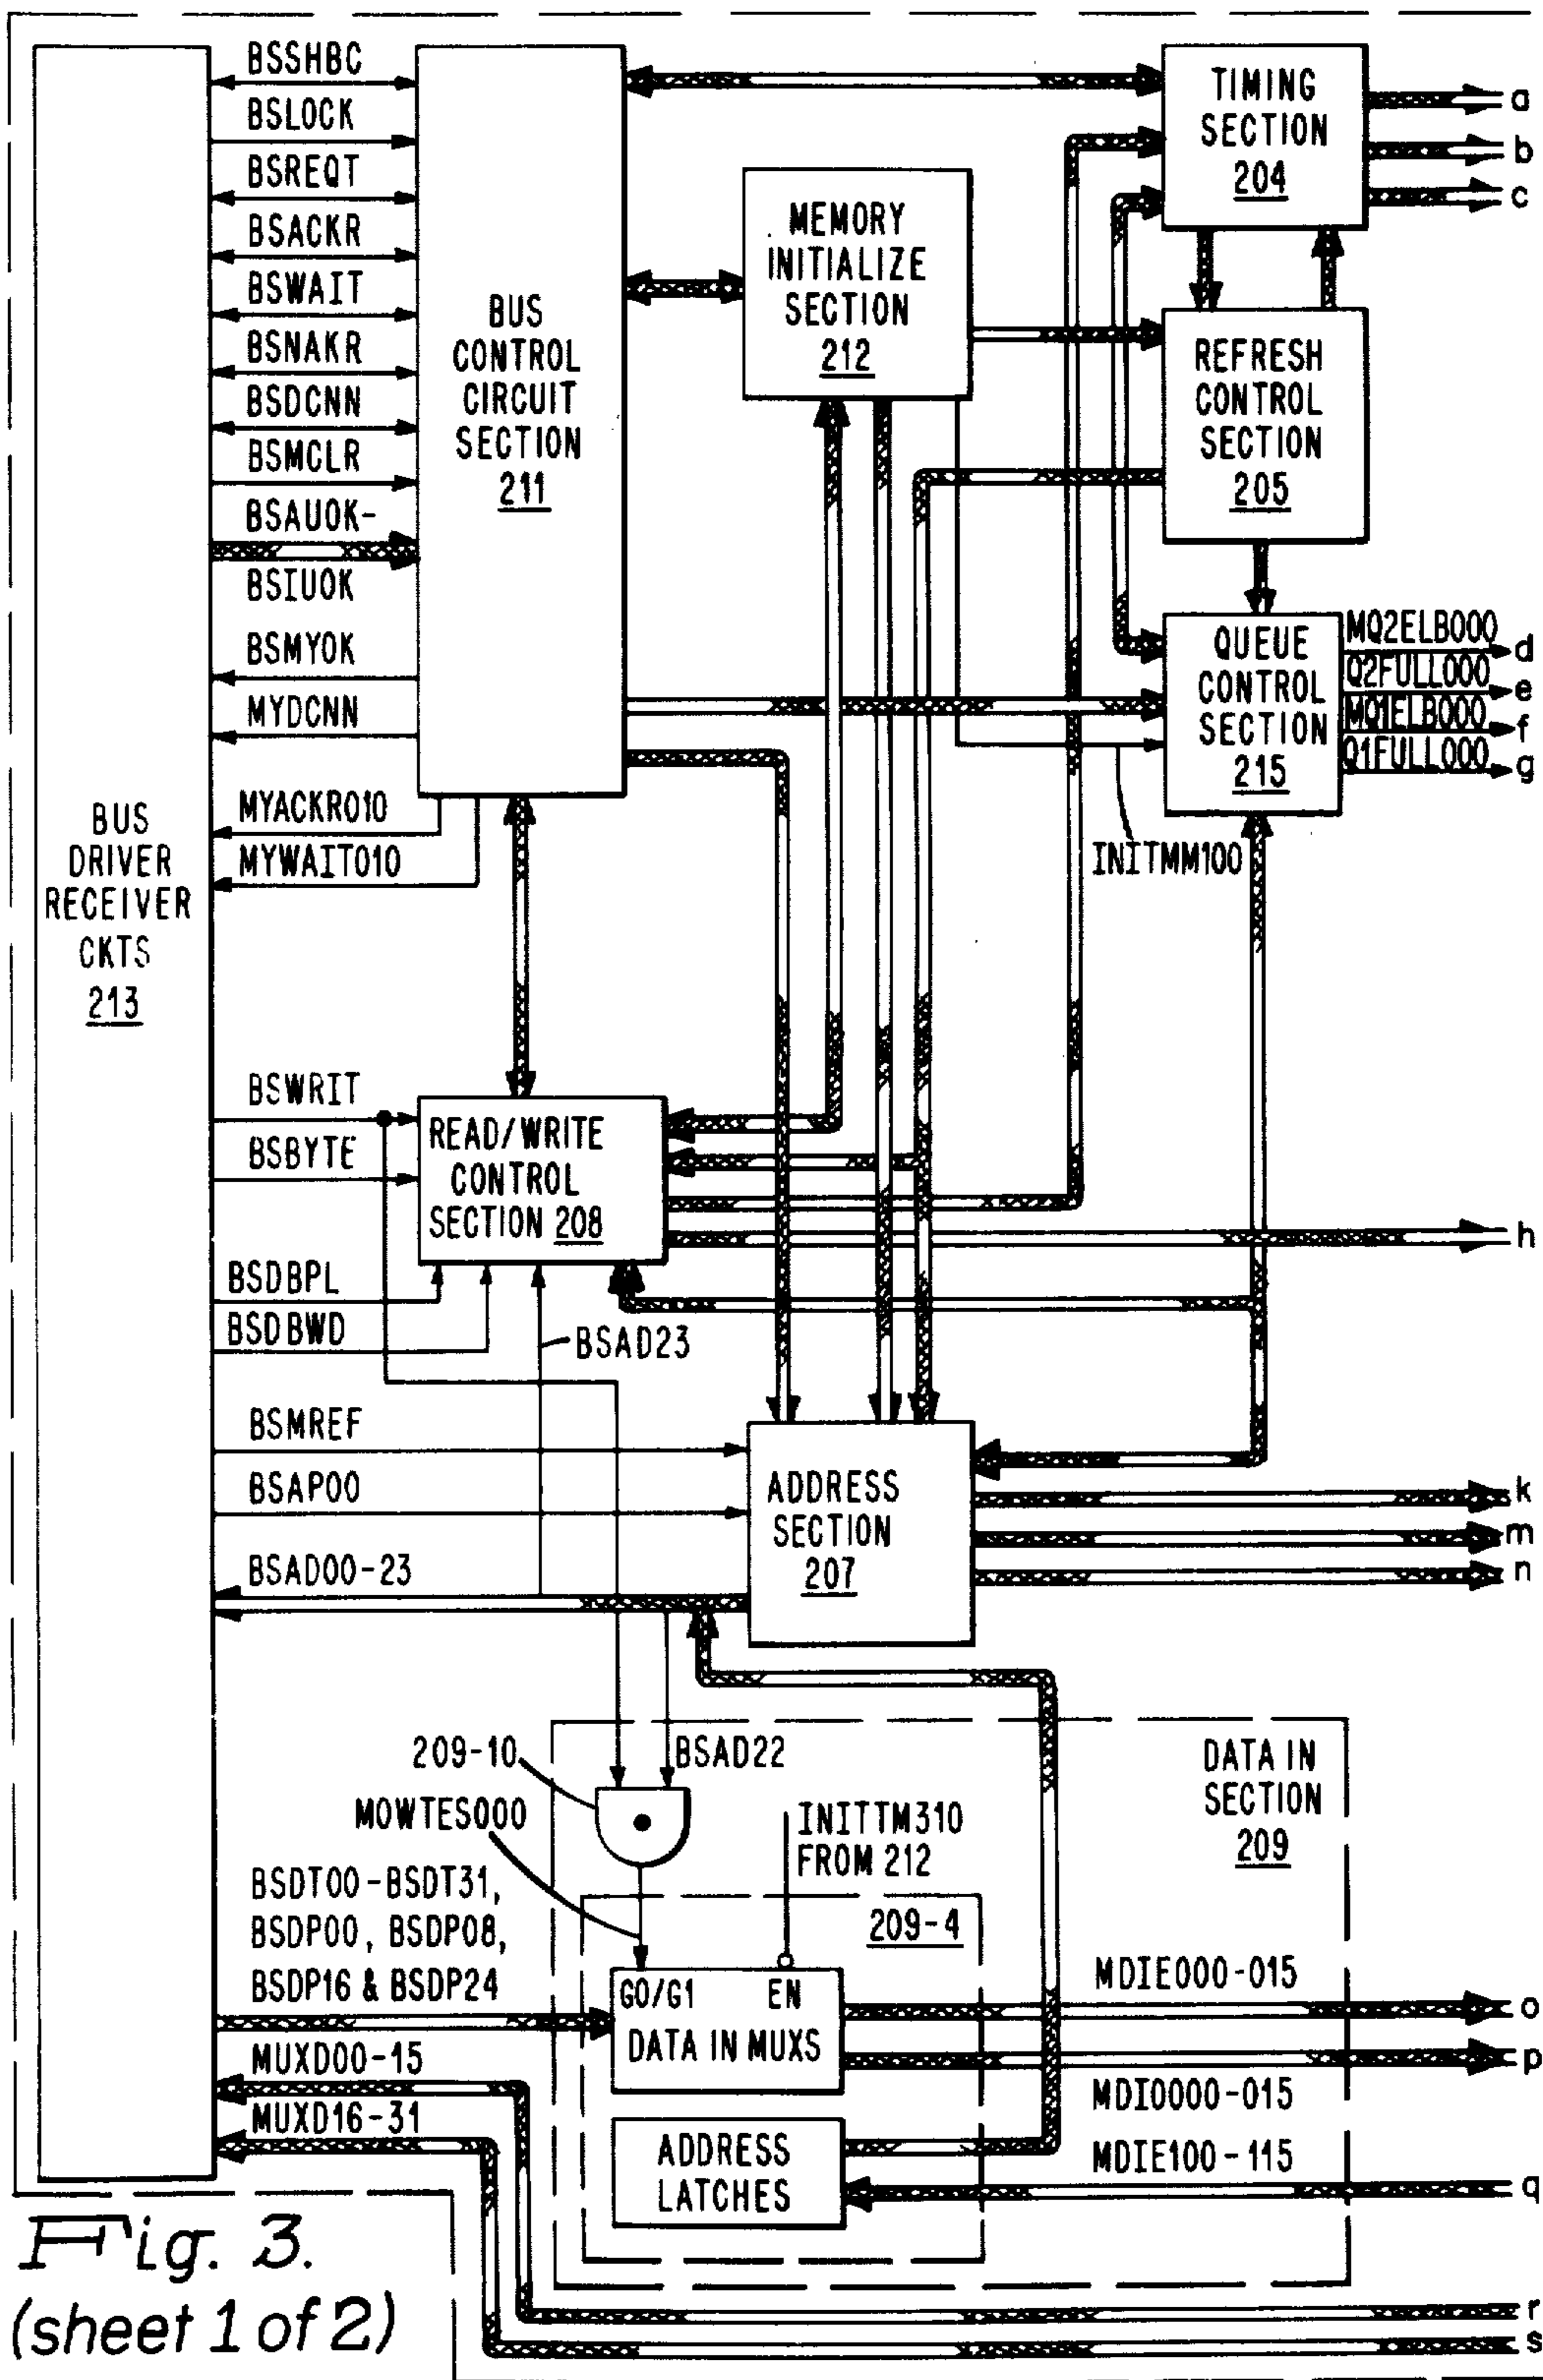 BSSHBC
BSLOCK
BSREQT
BSACKR
BSWAIT
BSNAKR
BSDCNN
BSMCLR
BSAUOK-
BSIUOK
BSMYOK
MYDCNN
MYACKR010
MYWAIT010
BUS
DRIVER
RECEIVER
CKTS
213
BUS
CONTROL
CIRCUIT
SECTION
211
MEMORY
INITIALIZE
SECTION
212
TIMING
SECTION
204
a
b
c
REFRESH
CONTROL
SECTION
205
QUEUE
CONTROL
SECTION
215
MQ2ELB000
d
Q2FULL000
e
MQ1ELB000
f
Q1FULL000
g
INITMM100
BSWRIT
BSBYTE
READ/WRITE
CONTROL
SECTION 208
h
BSDBPL
BSDBWD
BSAD23
BSMREF
BSAP00
BSAD00-23
ADDRESS
SECTION
207
k
m
n
209-10
BSAD22
MOWTES000
INITTM310
FROM 212
DATA IN
SECTION
209
BSDT00-BSDT31,
BSDP00, BSDP08,
BSDP16 & BSDP24
209-4
G0/G1 EN
DATA IN MUXS
MDIE000-015
o
p
MUXD00-15
MUXD16-31
MDIO000-015
ADDRESS
LATCHES
MDIE100-115
q
r
s
Fig. 3.
(sheet 1 of 2)